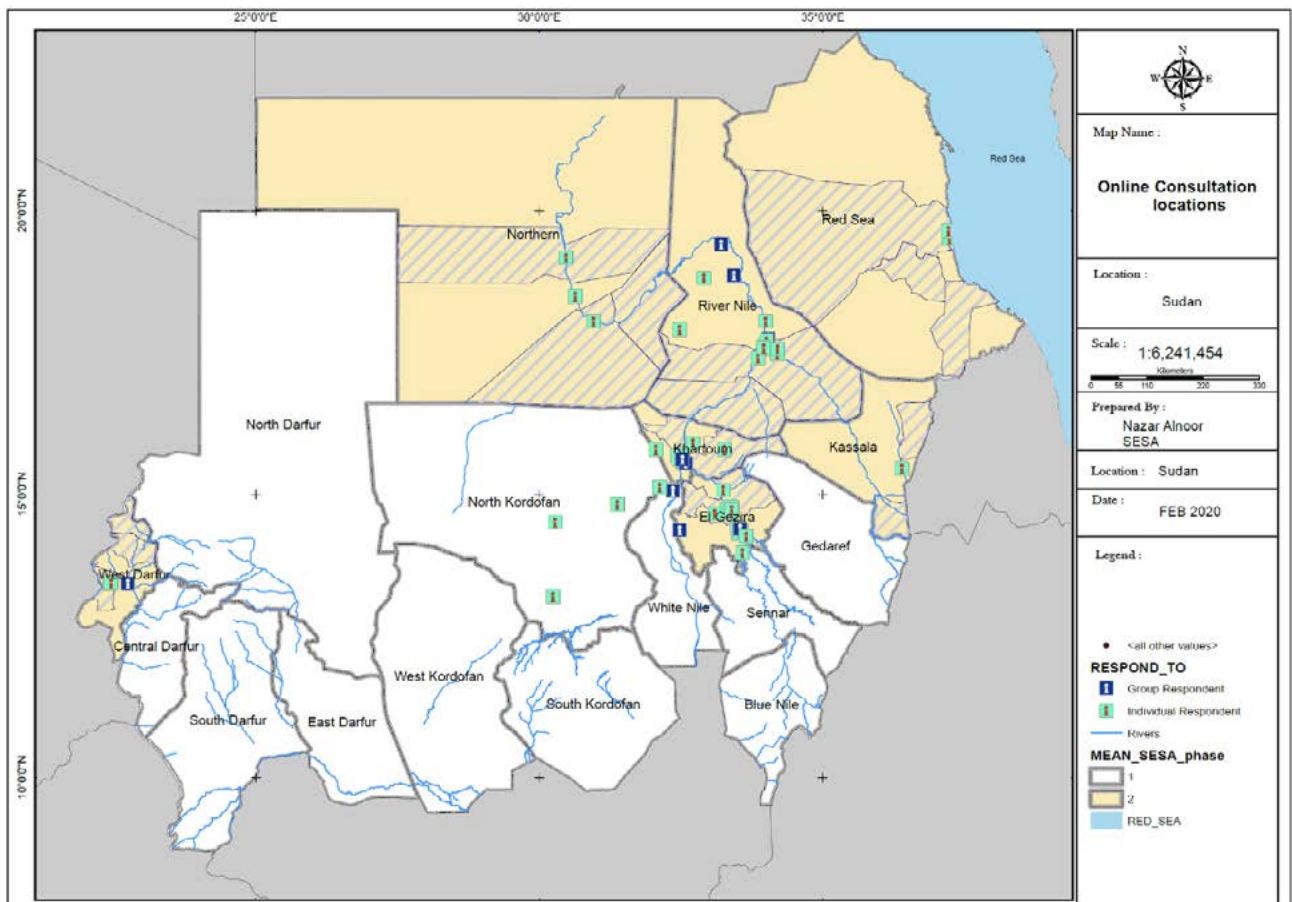 25°0'0"E
30°0'0"E
35°0'0"E
20°0'0"N
15°0'0"N
10°0'0"N
Red Sea
Northern
Red Sea
River Nile
North Darfur
Khartoum
Kassala
North Kordofan
El Gezira
Gedaref
West Darfur
White Nile
Sennar
Central Darfur
West Kordofan
South Kordofan
Blue Nile
South Darfur
East Darfur
N
W
E
S
Map Name :
Online Consultation
locations
Location :
Sudan
Scale :
1:6,241,454
Kilometers
0 55 110 200 300
Prepared By :
Nazar Alnoor
SESA
Location : Sudan
Date :
FEB 2020
Legend :
<all other values>
RESPOND_TO
Group Respondent
Individual Respondent
Rivers
MEAN_SESA_phase
1
2
RED_SEA